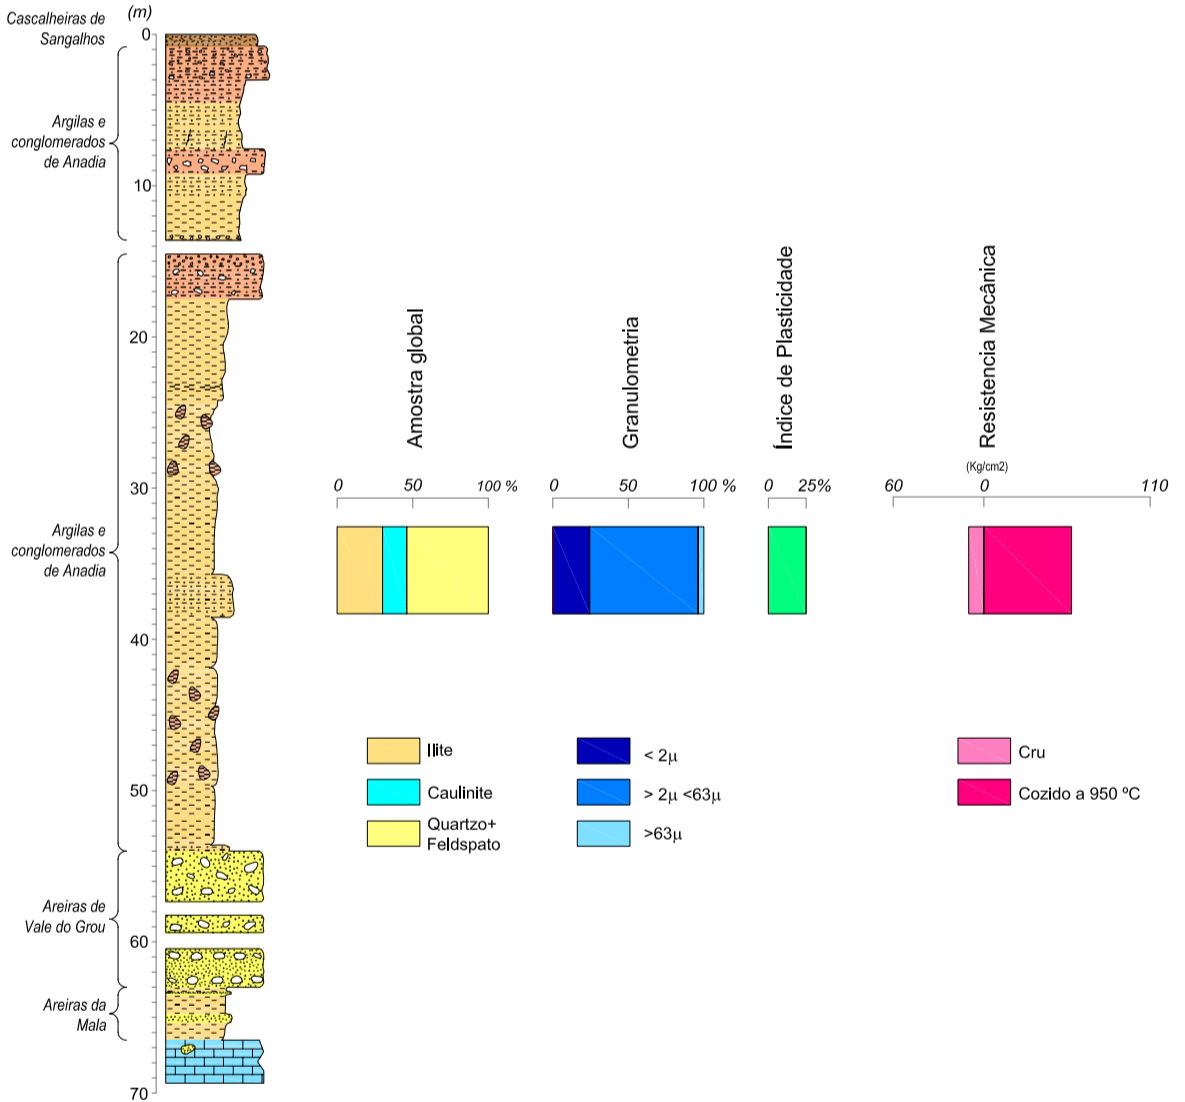 (m)
Cascalheiras de
Sangalhos
0
Argilas e
conglomerados
de Anadia
10
20
30
Argilas e
conglomerados
de Anadia
40
50
Areiras de
Vale do Grou
60
Areiras da
Mala
70
Amostra global
0 50 100 %
Granulometria
0 50 100 %
Índice de Plasticidade
0 25%
Resistencia Mecânica
(Kg/cm2)
60 0 110
Ilite
Caulinite
Quartzo+
Feldspato
< 2µ
> 2µ <63µ
>63µ
Cru
Cozido a 950 ºC